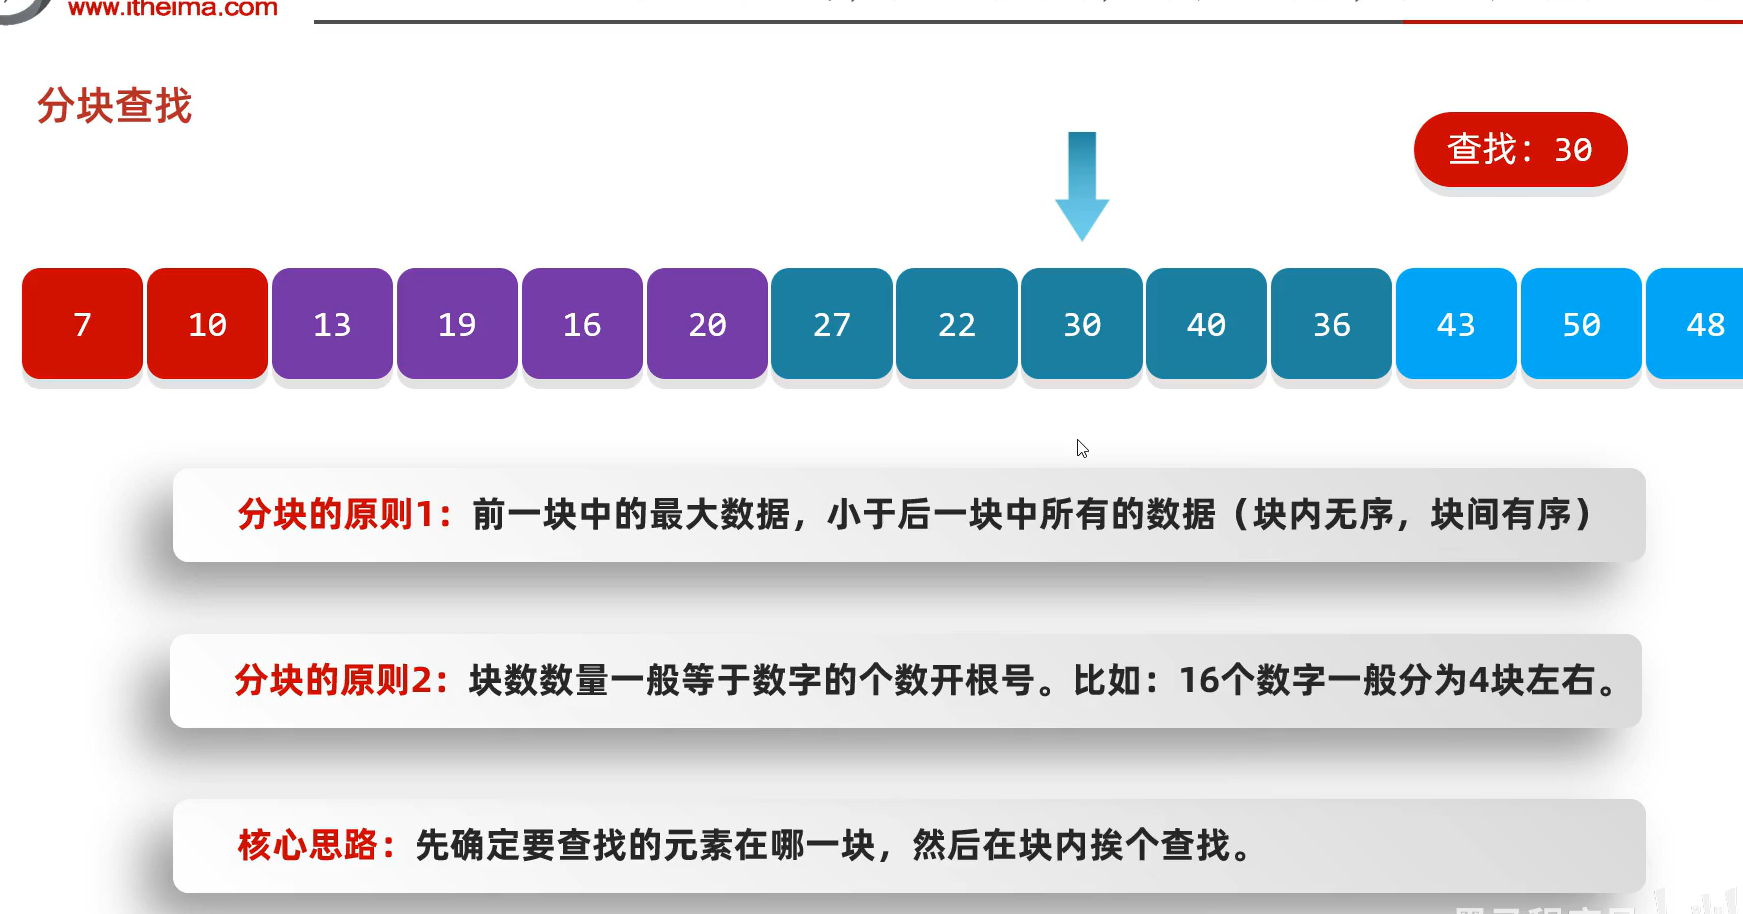 www.itheima.com
分块查找
查找：30
7 10 13 19 16 20 27 22 30 40 36 43 50 48
分块的原则1：前一块中的最大数据，小于后一块中所有的数据（块内无序，块间有序）
分块的原则2：块数数量一般等于数字的个数开根号。比如：16个数字一般分为4块左右。
核心思路：先确定要查找的元素在哪一块，然后在块内挨个查找。